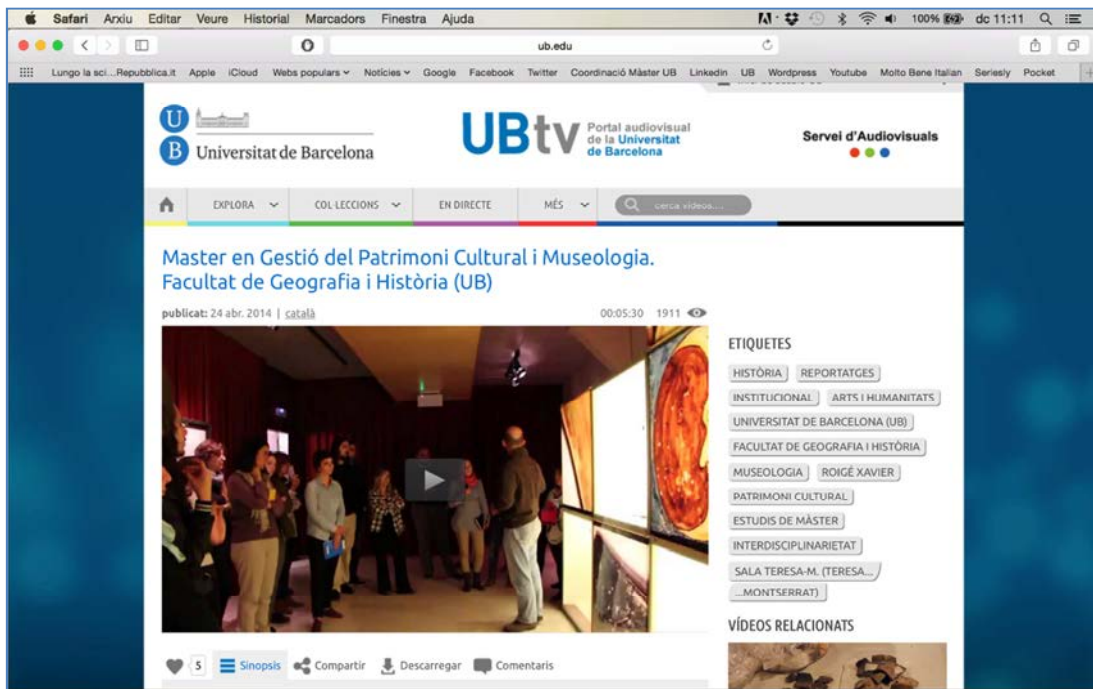 Safari Arxiu Editar Veure Historial Marcadors Finestra Ajuda 100% dc 11:11
ub.edu
Lungo la sci...Repubblica.it Apple iCloud Webs populars Notícies Google Facebook Twitter Coordinació Màster UB Linkedin UB Wordpress Youtube Molto Bene Italian Seriesly Pocket
U
B
Universitat de Barcelona
UBtv
Portal audiovisual
de la Universitat
de Barcelona
Servei d'Audiovisuals
EXPLORA COL·LECCIONS EN DIRECTE MÉS cerca vídeos...
Master en Gestió del Patrimoni Cultural i Museologia.
Facultat de Geografia i Història (UB)
publicat: 24 abr. 2014 | català 00:05:30 1911
ETIQUETES
HISTÒRIA REPORTATGES
INSTITUCIONAL ARTS I HUMANITATS
UNIVERSITAT DE BARCELONA (UB)
FACULTAT DE GEOGRAFIA I HISTÒRIA
MUSEOLOGIA ROIGÉ XAVIER
PATRIMONI CULTURAL
ESTUDIS DE MÀSTER
INTERDISCIPLINARIETAT
SALA TERESA-M. (TERESA...
...MONTSERRAT)
VÍDEOS RELACIONATS
5 Sinopsis Compartir Descarregar Comentaris